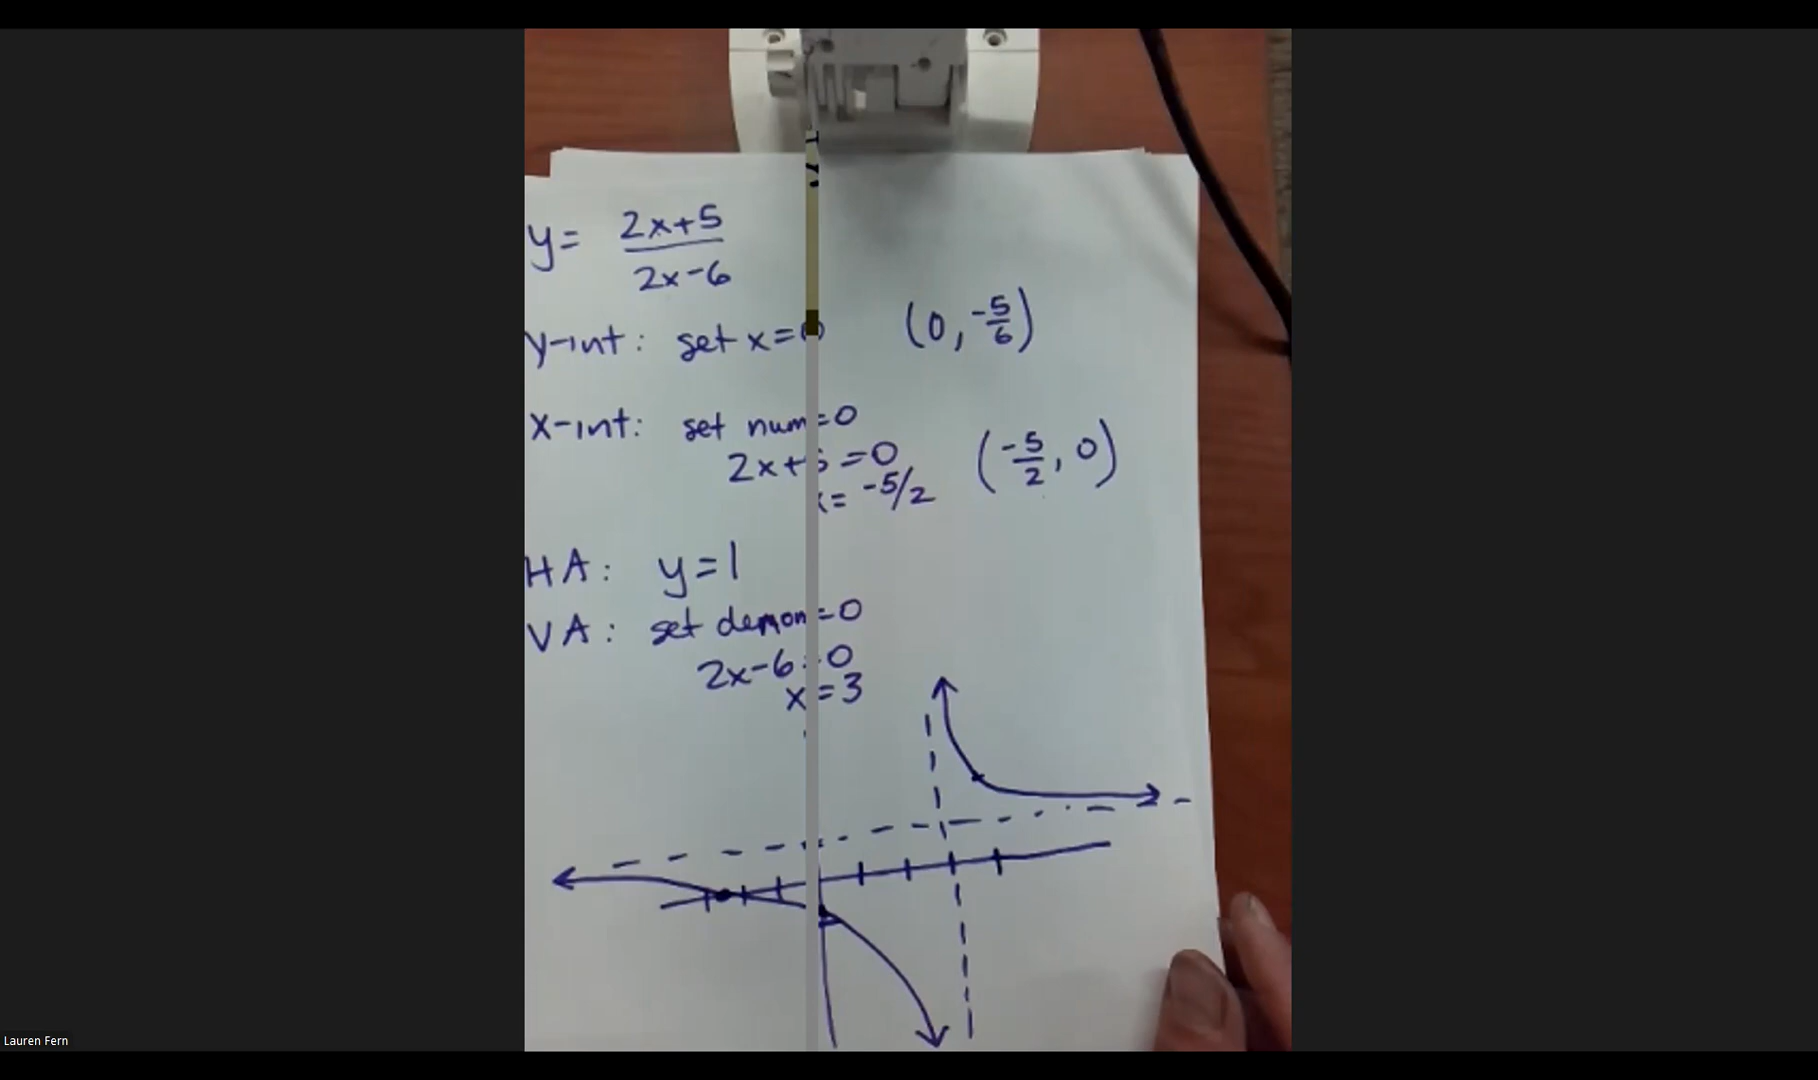 y = 2x+5
2x-6
y-int: set x=0 (0, -5/6)
x-int: set num=0
2x+5=0 (-5/2, 0)
x= -5/2
HA: y=1
VA: set demon=0
2x-6=0
x=3
Lauren Fern